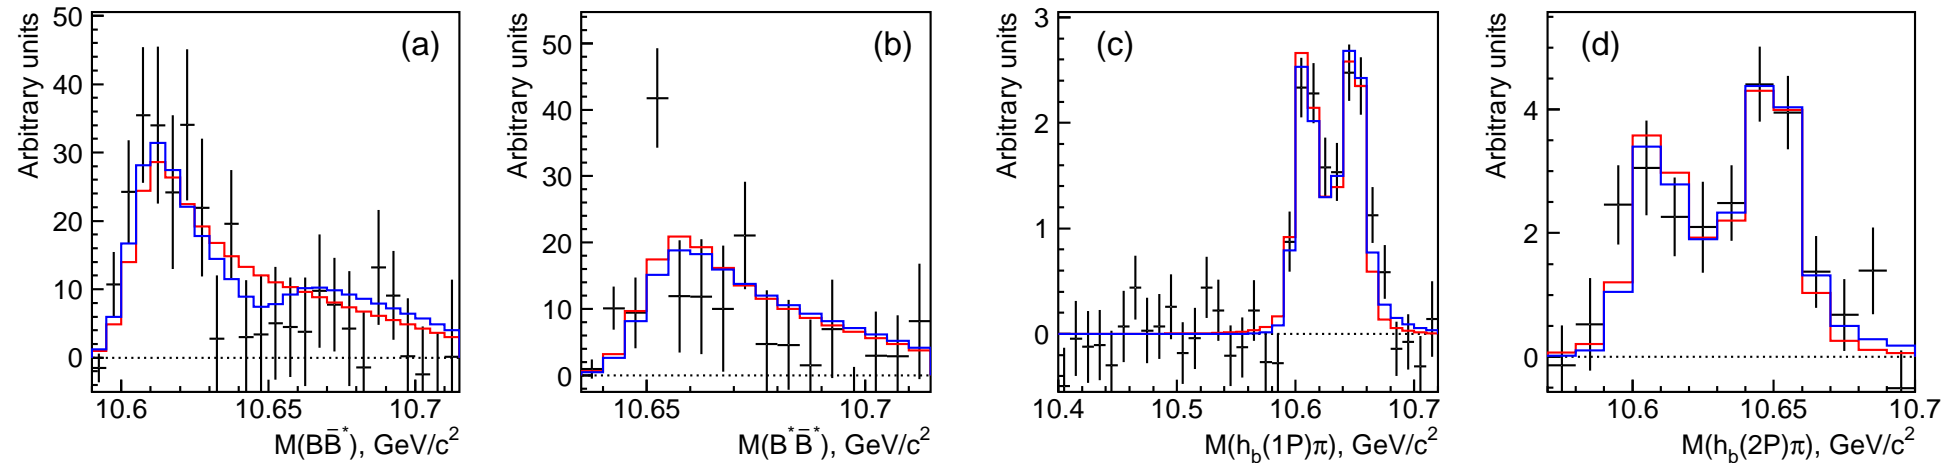 Arbitrary units
50
40
30
20
10
0
(a)
10.6
10.65
10.7
M(BB̄*), GeV/c²
Arbitrary units
50
40
30
20
10
0
(b)
10.65
10.7
M(B*B̄*), GeV/c²
Arbitrary units
3
2
1
0
(c)
10.4
10.5
10.6
10.7
M(h_b(1P)π), GeV/c²
Arbitrary units
4
2
0
(d)
10.6
10.65
10.7
M(h_b(2P)π), GeV/c²